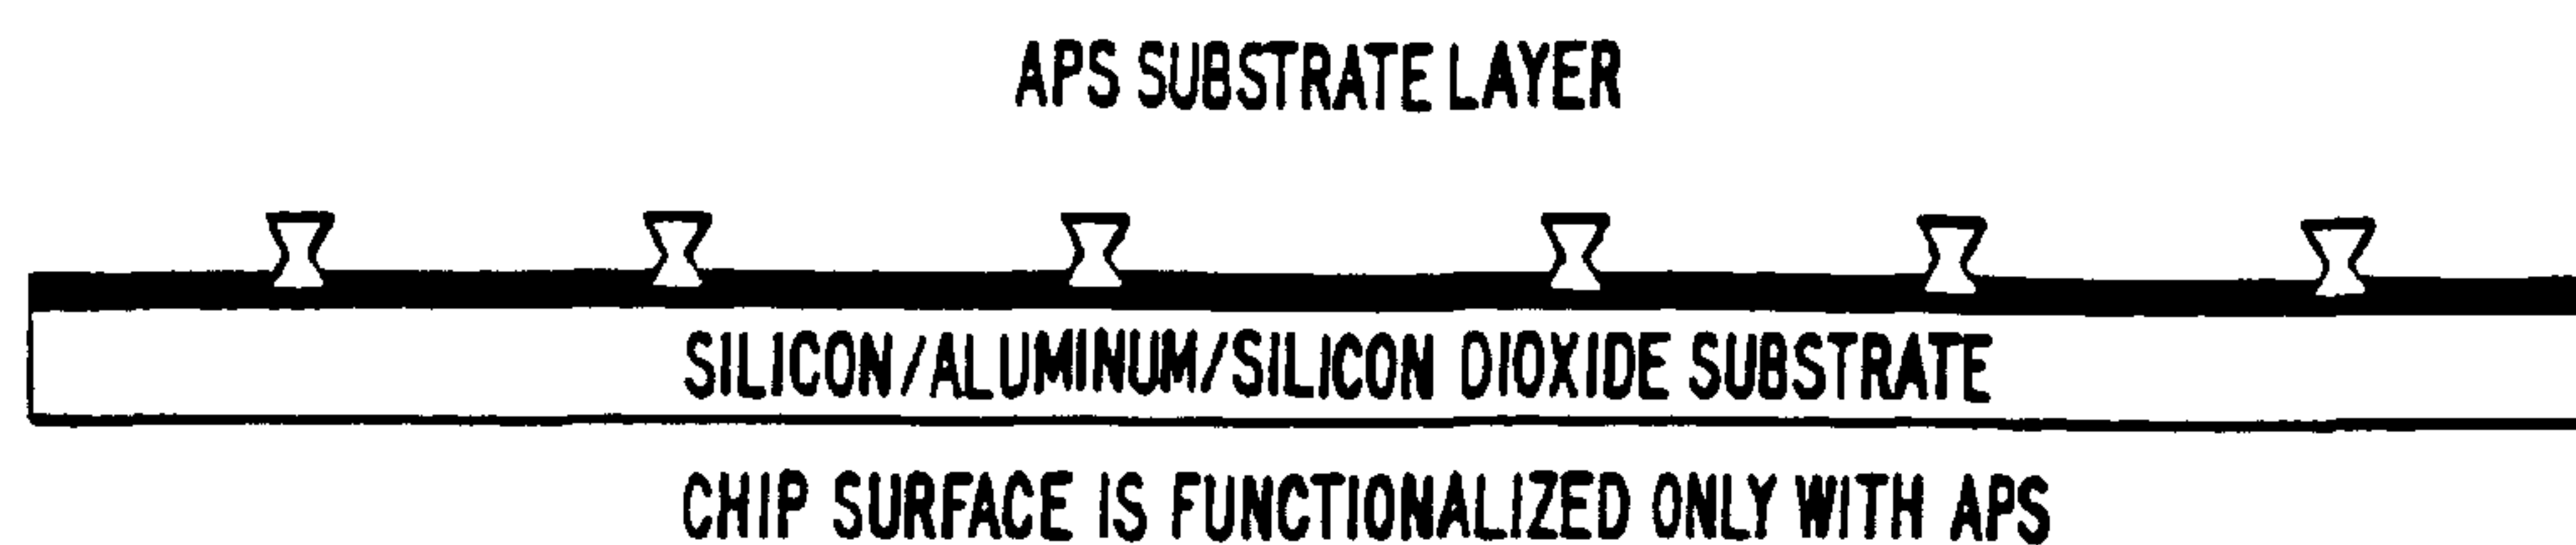 APS SUBSTRATE LAYER
SILICON/ALUMINUM/SILICON DIOXIDE SUBSTRATE
CHIP SURFACE IS FUNCTIONALIZED ONLY WITH APS